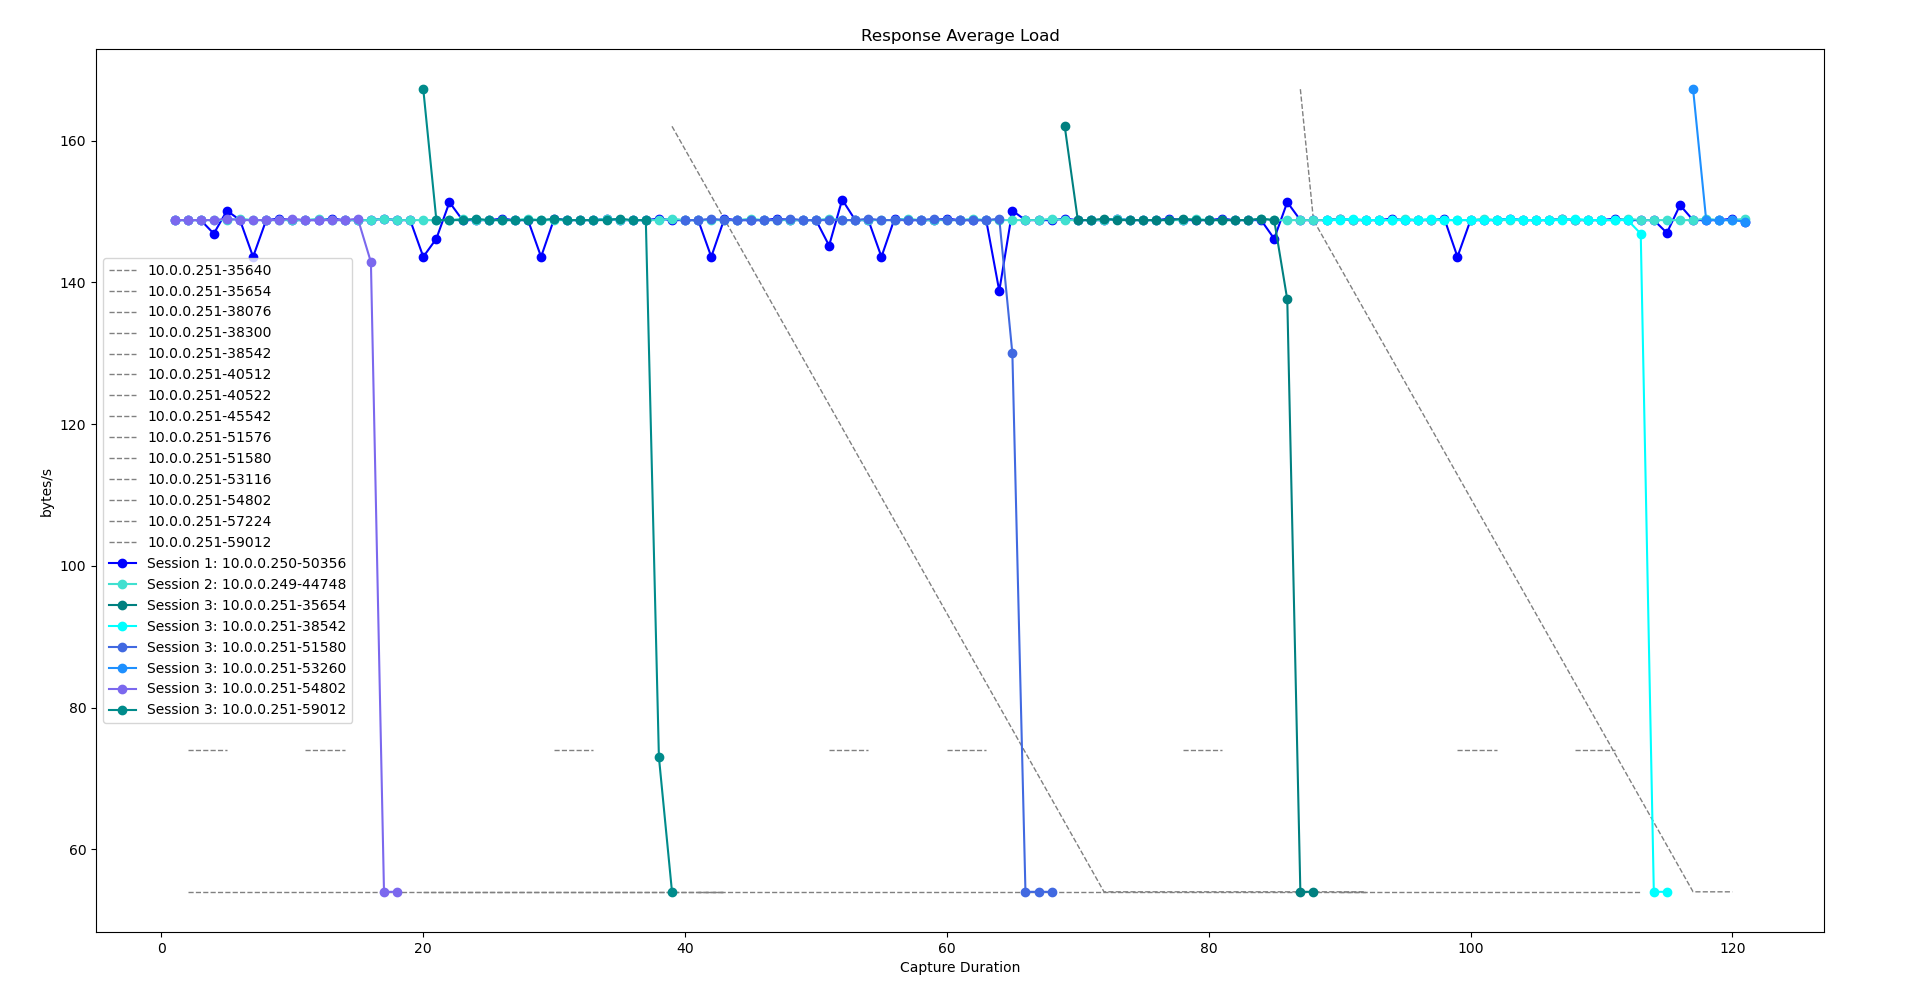 Response Average Load
160
140
120
100
80
60
bytes/s
10.0.0.251-35640
10.0.0.251-35654
10.0.0.251-38076
10.0.0.251-38300
10.0.0.251-38542
10.0.0.251-40512
10.0.0.251-40522
10.0.0.251-45542
10.0.0.251-51576
10.0.0.251-51580
10.0.0.251-53116
10.0.0.251-54802
10.0.0.251-57224
10.0.0.251-59012
Session 1: 10.0.0.250-50356
Session 2: 10.0.0.249-44748
Session 3: 10.0.0.251-35654
Session 3: 10.0.0.251-38542
Session 3: 10.0.0.251-51580
Session 3: 10.0.0.251-53260
Session 3: 10.0.0.251-54802
Session 3: 10.0.0.251-59012
0 20 40 60 80 100 120
Capture Duration